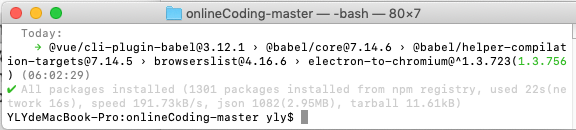 onlineCoding-master — -bash — 80×7
Today:
➜ @vue/cli-plugin-babel@3.12.1 › @babel/core@7.14.6 › @babel/helper-compilat
ion-targets@7.14.5 › browserslist@4.16.6 › electron-to-chromium@^1.3.723(1.3.756
) (06:02:29)
✔ All packages installed (1301 packages installed from npm registry, used 22s(ne
twork 16s), speed 191.73kB/s, json 1082(2.95MB), tarball 11.61kB)
YLYdeMacBook-Pro:onlineCoding-master yly$